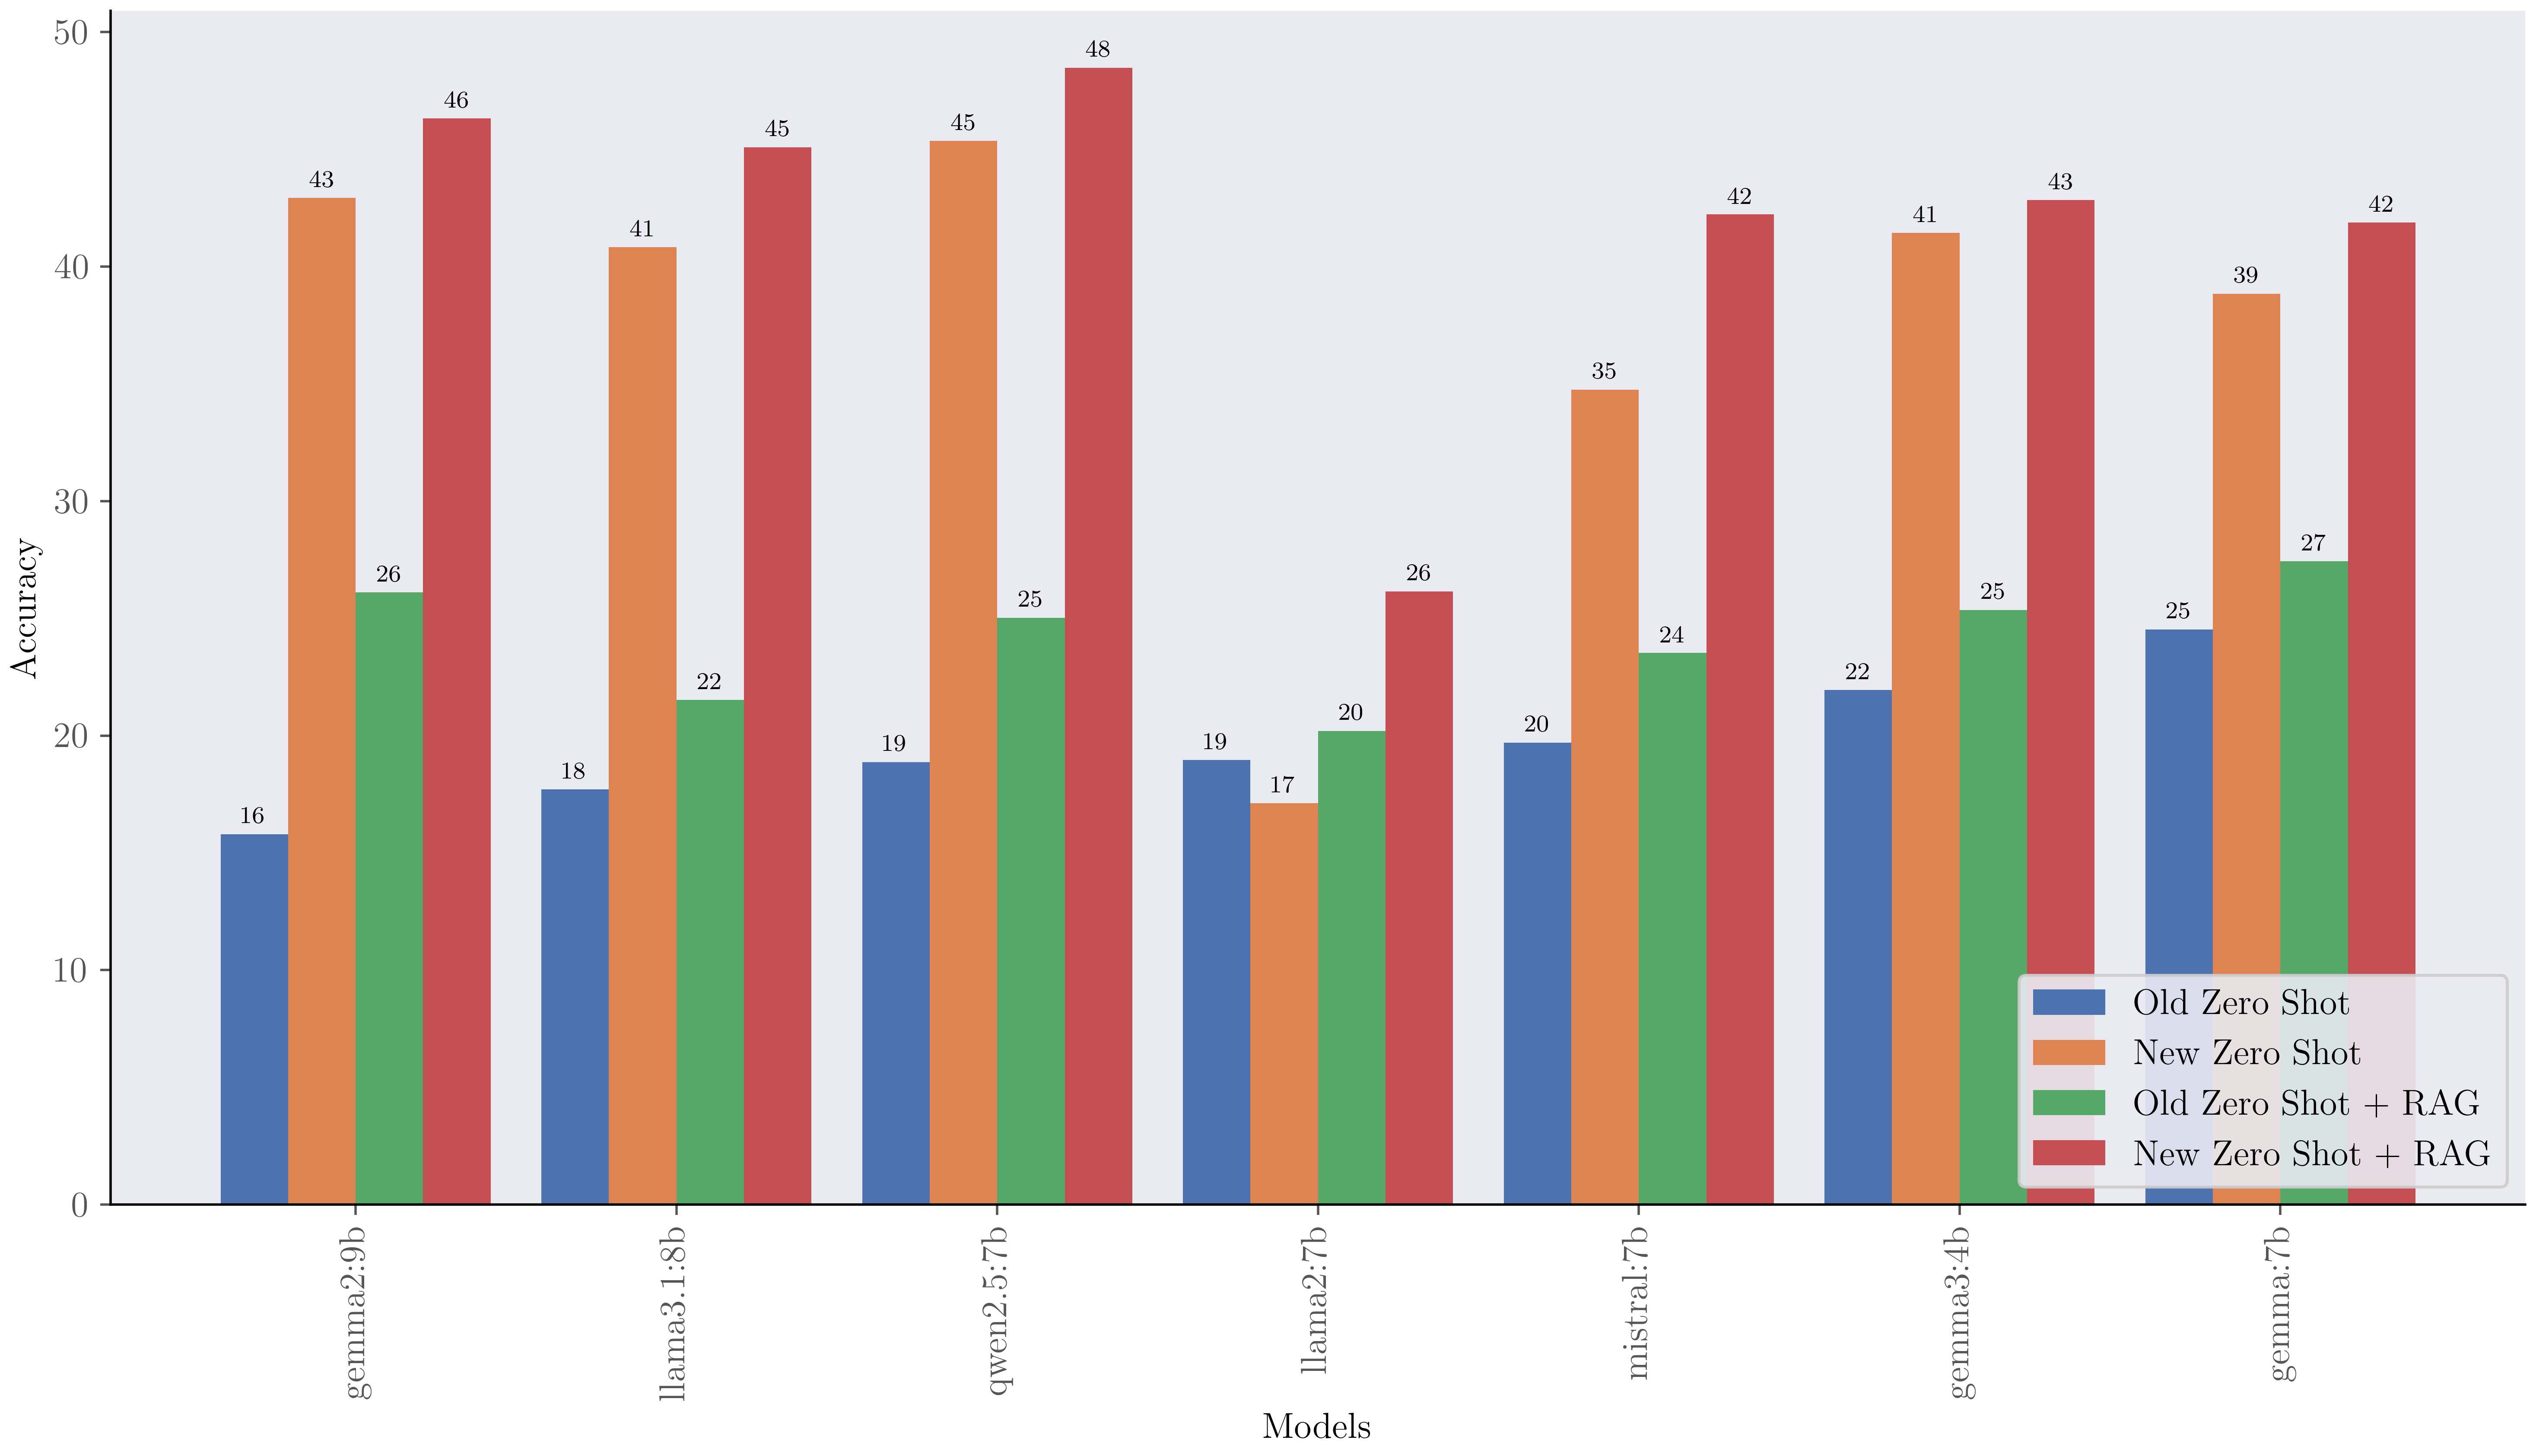 50
40
30
20
10
0
Accuracy
16
43
26
46
18
41
22
45
19
45
25
48
19
17
20
26
20
35
24
42
22
41
25
43
25
39
27
42
Old Zero Shot
New Zero Shot
Old Zero Shot + RAG
New Zero Shot + RAG
gemma2:9b
llama3.1:8b
qwen2.5:7b
llama2:7b
mistral:7b
gemma3:4b
gemma:7b
Models